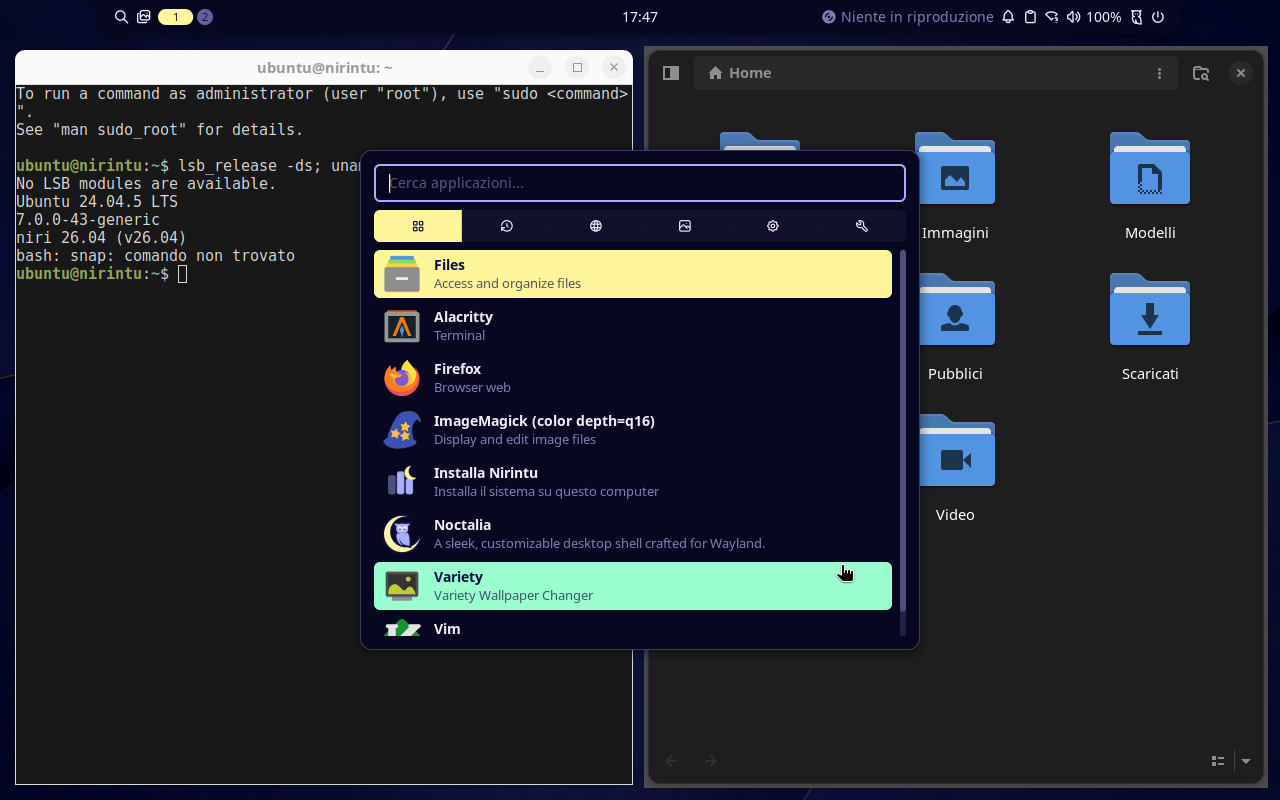 1
2
17:47
Niente in riproduzione
100%
ubuntu@nirintu: ~
To run a command as administrator (user "root"), use "sudo <command>
".
See "man sudo_root" for details.
ubuntu@nirintu:~$ lsb_release -ds; unam
No LSB modules are available.
Ubuntu 24.04.5 LTS
7.0.0-43-generic
niri 26.04 (v26.04)
bash: snap: comando non trovato
ubuntu@nirintu:~$
Home
Immagini
Modelli
Pubblici
Scaricati
Video
Cerca applicazioni...
Files
Access and organize files
Alacritty
Terminal
Firefox
Browser web
ImageMagick (color depth=q16)
Display and edit image files
Installa Nirintu
Installa il sistema su questo computer
Noctalia
A sleek, customizable desktop shell crafted for Wayland.
Variety
Variety Wallpaper Changer
Vim